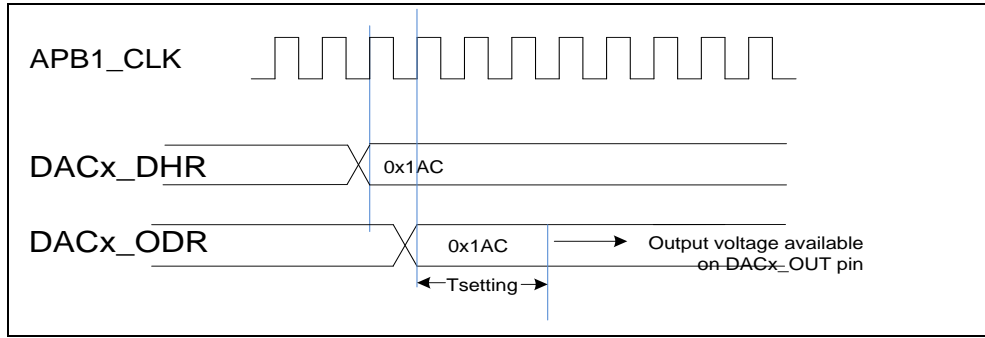 APB1_CLK
DACx_DHR
0x1AC
DACx_ODR
0x1AC
Output voltage available
on DACx_OUT pin
Tsetting